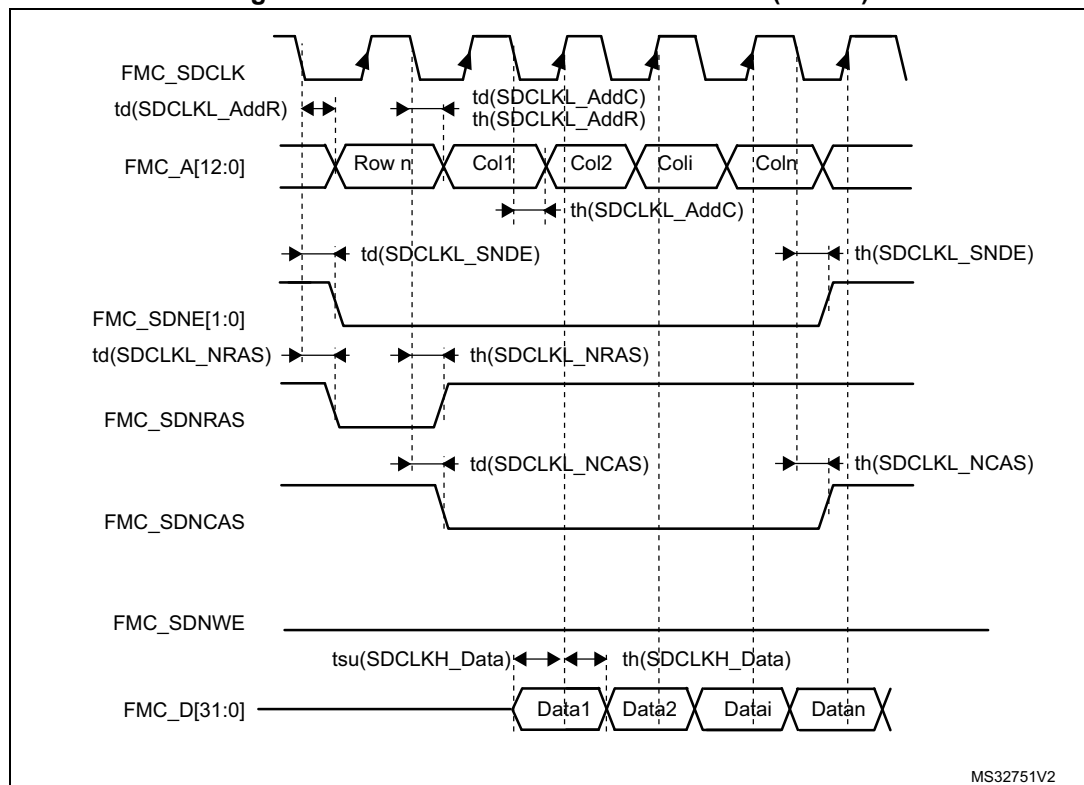 FMC_SDCLK
td(SDCLKL_AddR)
td(SDCLKL_AddC)
th(SDCLKL_AddR)
FMC_A[12:0]
Row n
Col1
Col2
Coli
Coln
th(SDCLKL_AddC)
td(SDCLKL_SNDE)
th(SDCLKL_SNDE)
FMC_SDNE[1:0]
td(SDCLKL_NRAS)
th(SDCLKL_NRAS)
FMC_SDNRAS
td(SDCLKL_NCAS)
th(SDCLKL_NCAS)
FMC_SDNCAS
FMC_SDNWE
tsu(SDCLKH_Data)
th(SDCLKH_Data)
FMC_D[31:0]
Data1
Data2
Datai
Datan
MS32751V2